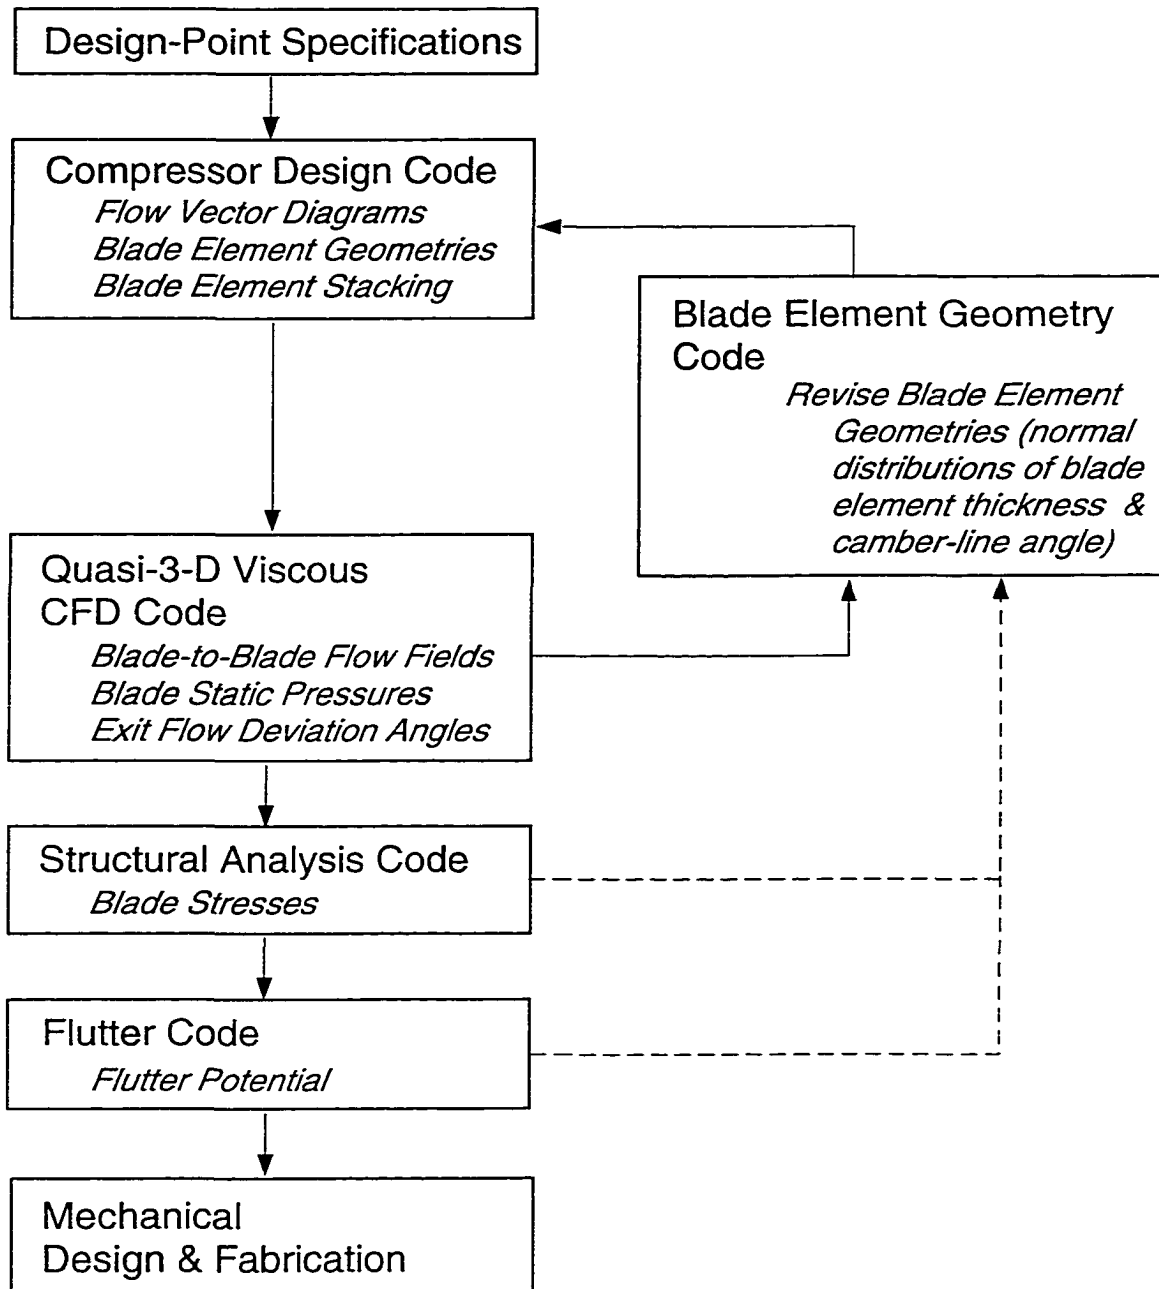 Design-Point Specifications
Compressor Design Code
Flow Vector Diagrams
Blade Element Geometries
Blade Element Stacking
Blade Element Geometry
Code
Revise Blade Element
Geometries (normal
distributions of blade
element thickness &
camber-line angle)
Quasi-3-D Viscous
CFD Code
Blade-to-Blade Flow Fields
Blade Static Pressures
Exit Flow Deviation Angles
Structural Analysis Code
Blade Stresses
Flutter Code
Flutter Potential
Mechanical
Design & Fabrication